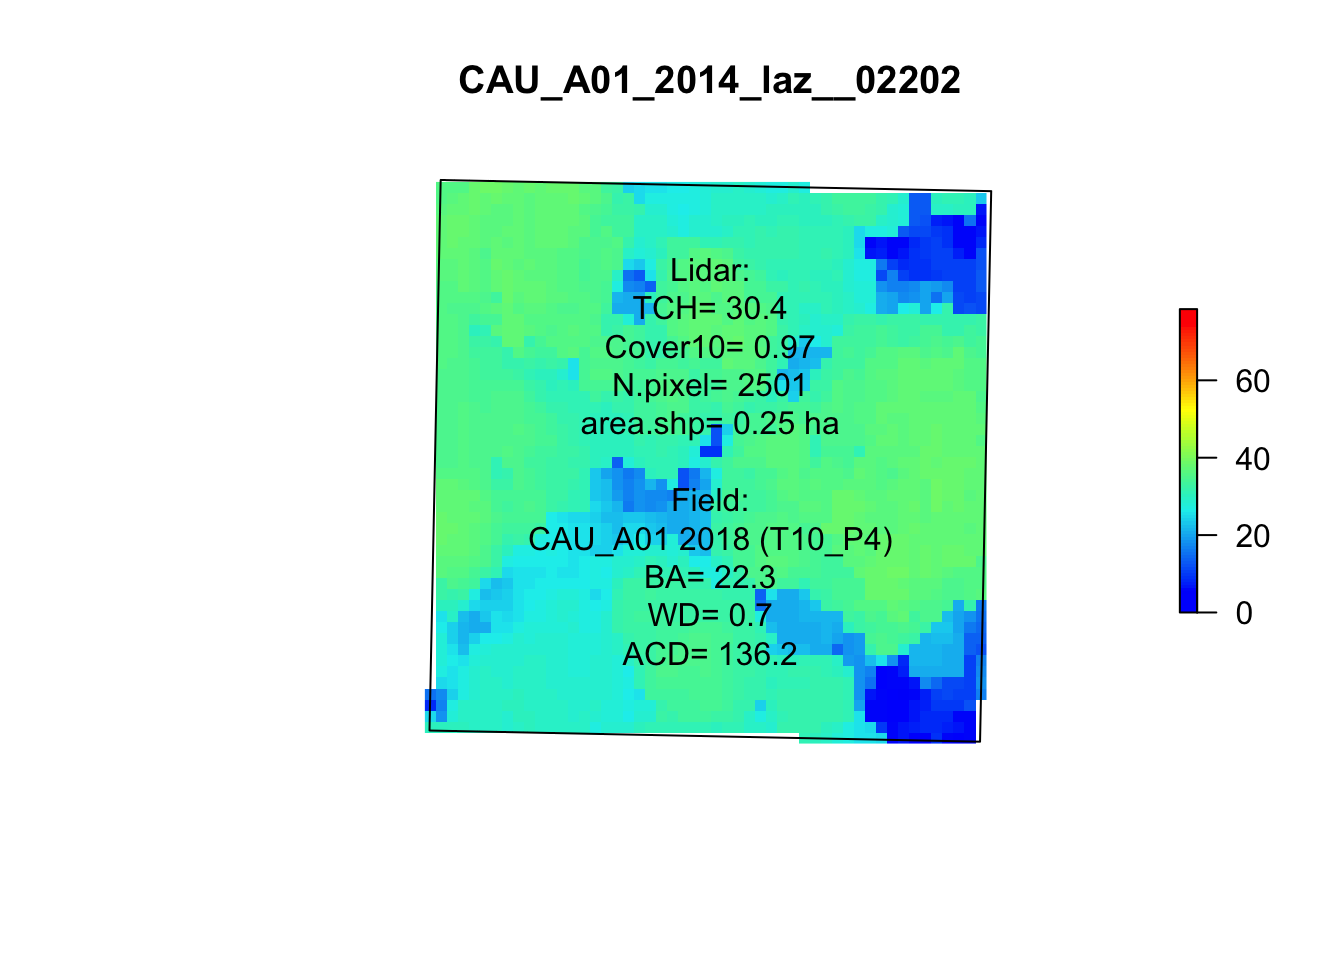 CAU_A01_2014_laz__02202
Lidar:
TCH= 30.4
Cover10= 0.97
N.pixel= 2501
area.shp= 0.25 ha
Field:
CAU_A01 2018 (T10_P4)
BA= 22.3
WD= 0.7
ACD= 136.2
60
40
20
0